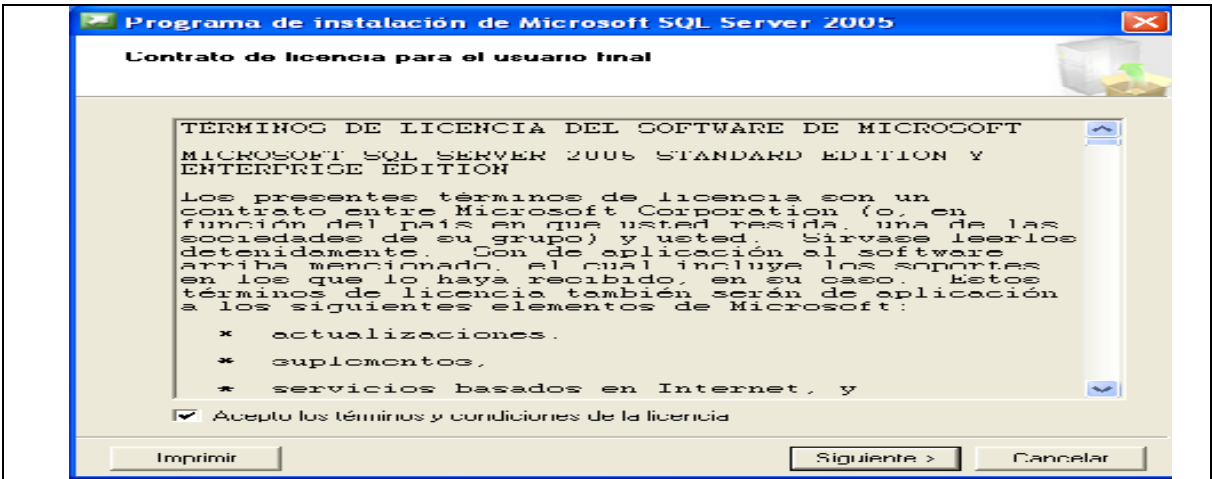 Programa de instalación de Microsoft SQL Server 2005
Contrato de licencia para el usuario final
TÉRMINOS DE LICENCIA DEL SOFTWARE DE MICROSOFT
MICROSOFT SQL SERVER 2005 STANDARD EDITION Y
ENTERPRISE EDITION
Los presentes términos de licencia son un
contrato entre Microsoft Corporation (o, en
función del país en que usted resida, una de las
sociedades de su grupo) y usted.  Sírvase leerlos
detenidamente.  Son de aplicación al software
arriba mencionado, el cual incluye los soportes
en los que lo haya recibido, en su caso.  Estos
términos de licencia también serán de aplicación
a los siguientes elementos de Microsoft:
* actualizaciones,
* suplementos,
* servicios basados en Internet, y
Acepto los términos y condiciones de la licencia
Imprimir
Siguiente >
Cancelar